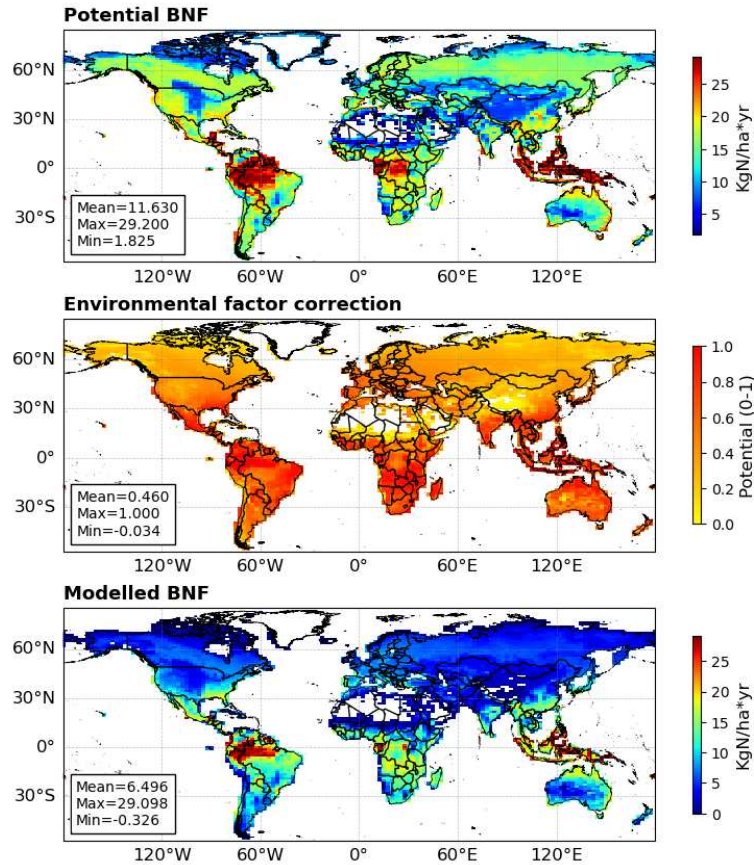 Potential BNF
60°N
30°N
0°
30°S
Mean=11.630
Max=29.200
Min=1.825
120°W 60°W 0° 60°E 120°E
25
20
15
10
5
KgN/ha*yr
Environmental factor correction
60°N
30°N
0°
30°S
Mean=0.460
Max=1.000
Min=-0.034
120°W 60°W 0° 60°E 120°E
1.0
0.8
0.6
0.4
0.2
0.0
Potential (0-1)
Modelled BNF
60°N
30°N
0°
30°S
Mean=6.496
Max=29.098
Min=-0.326
120°W 60°W 0° 60°E 120°E
25
20
15
10
5
0
KgN/ha*yr